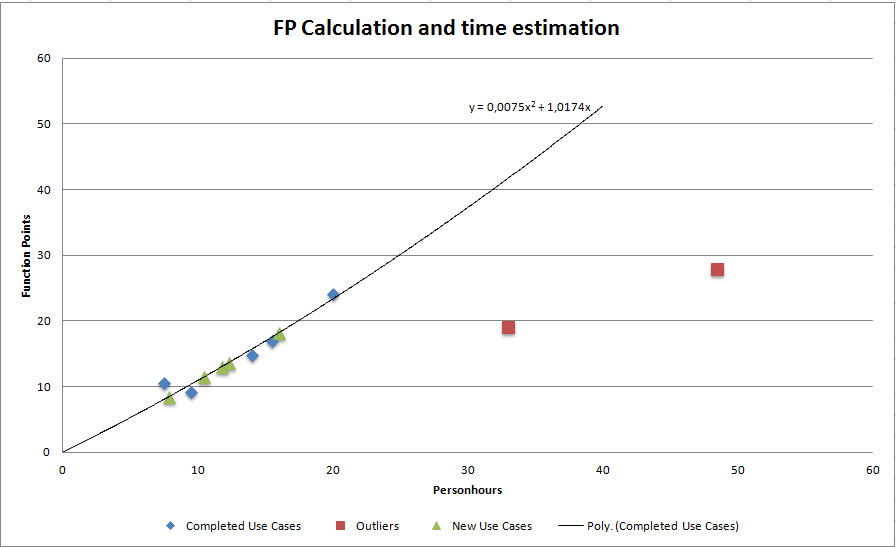 FP Calculation and time estimation
y = 0,0075x² + 1,0174x
Function Points
60
50
40
30
20
10
0
0 10 20 30 40 50 60
Personhours
Completed Use Cases Outliers New Use Cases Poly. (Completed Use Cases)